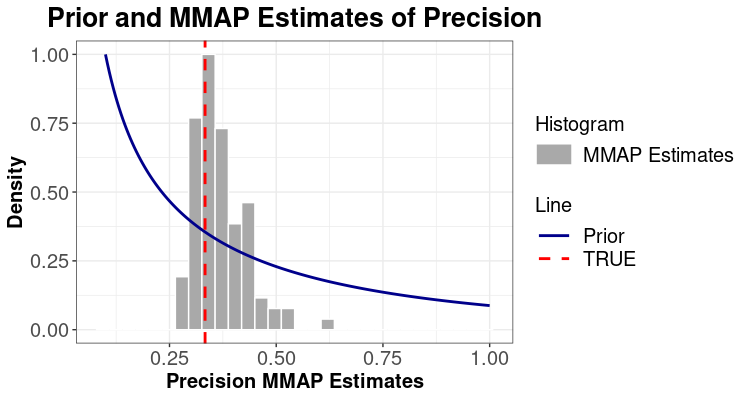 Prior and MMAP Estimates of Precision
1.00
0.75
0.50
0.25
0.00
Density
0.25 0.50 0.75 1.00
Precision MMAP Estimates
Histogram
MMAP Estimates
Line
Prior
TRUE